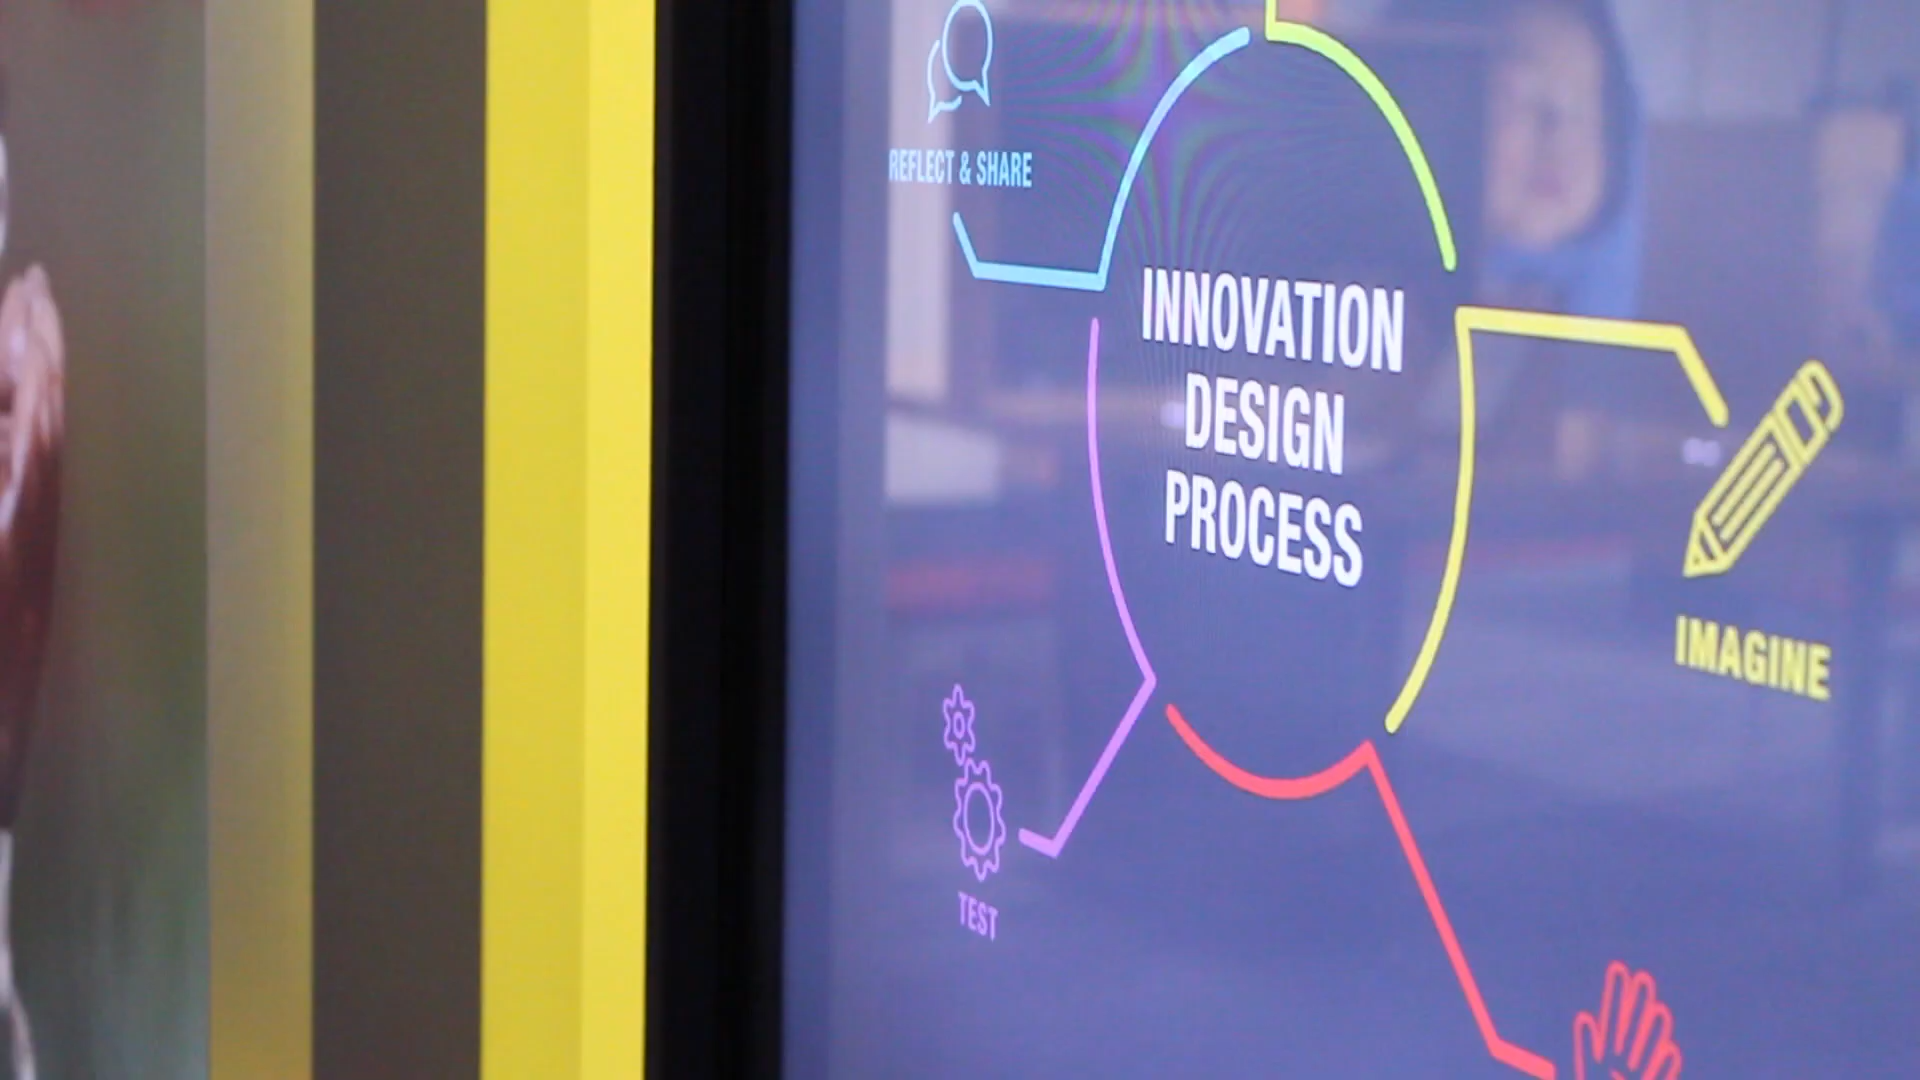 REFLECT & SHARE
INNOVATION
DESIGN
PROCESS
IMAGINE
TEST